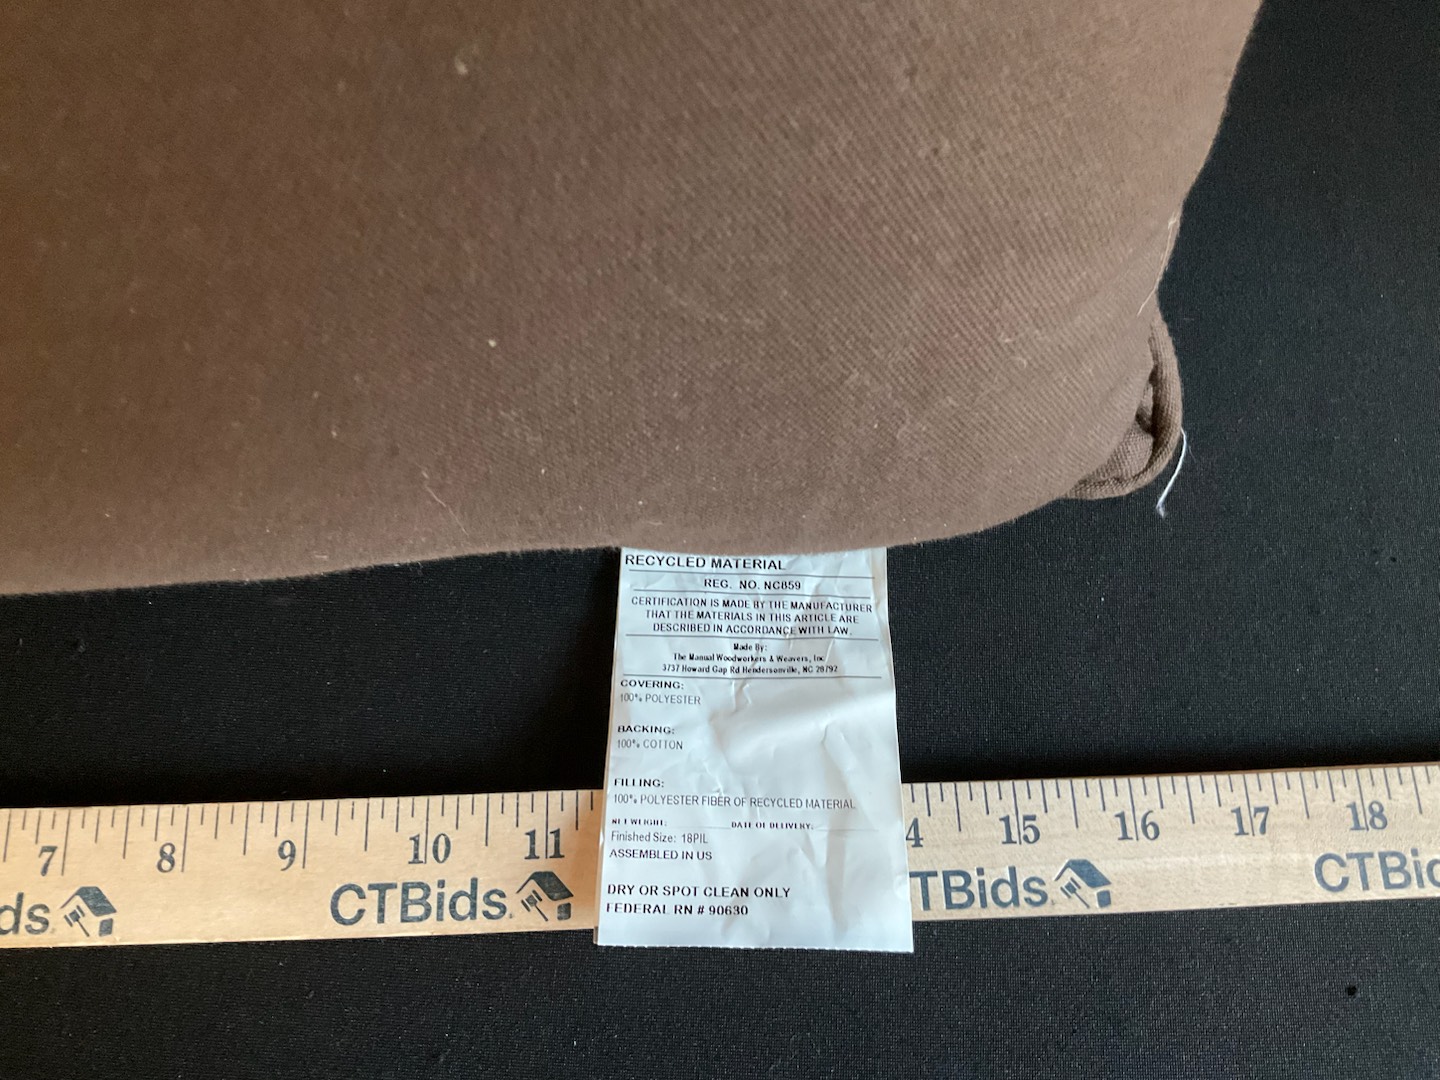 RECYCLED MATERIAL
REG. NO. NC859
CERTIFICATION IS MADE BY THE MANUFACTURER
THAT THE MATERIALS IN THIS ARTICLE ARE
DESCRIBED IN ACCORDANCE WITH LAW.
Made By:
The Manual Woodworkers & Weavers, Inc
3737 Howard Gap Rd Hendersonville, NC 28792
COVERING:
100% POLYESTER
BACKING:
100% COTTON
FILLING:
100% POLYESTER FIBER OF RECYCLED MATERIAL
NET WEIGHT: DATE OF DELIVERY:
Finished Size: 18PIL
ASSEMBLED IN US
DRY OR SPOT CLEAN ONLY
FEDERAL RN # 90630
7 8 9 10 11 4 15 16 17 18
ds CTBids TBids CTBid